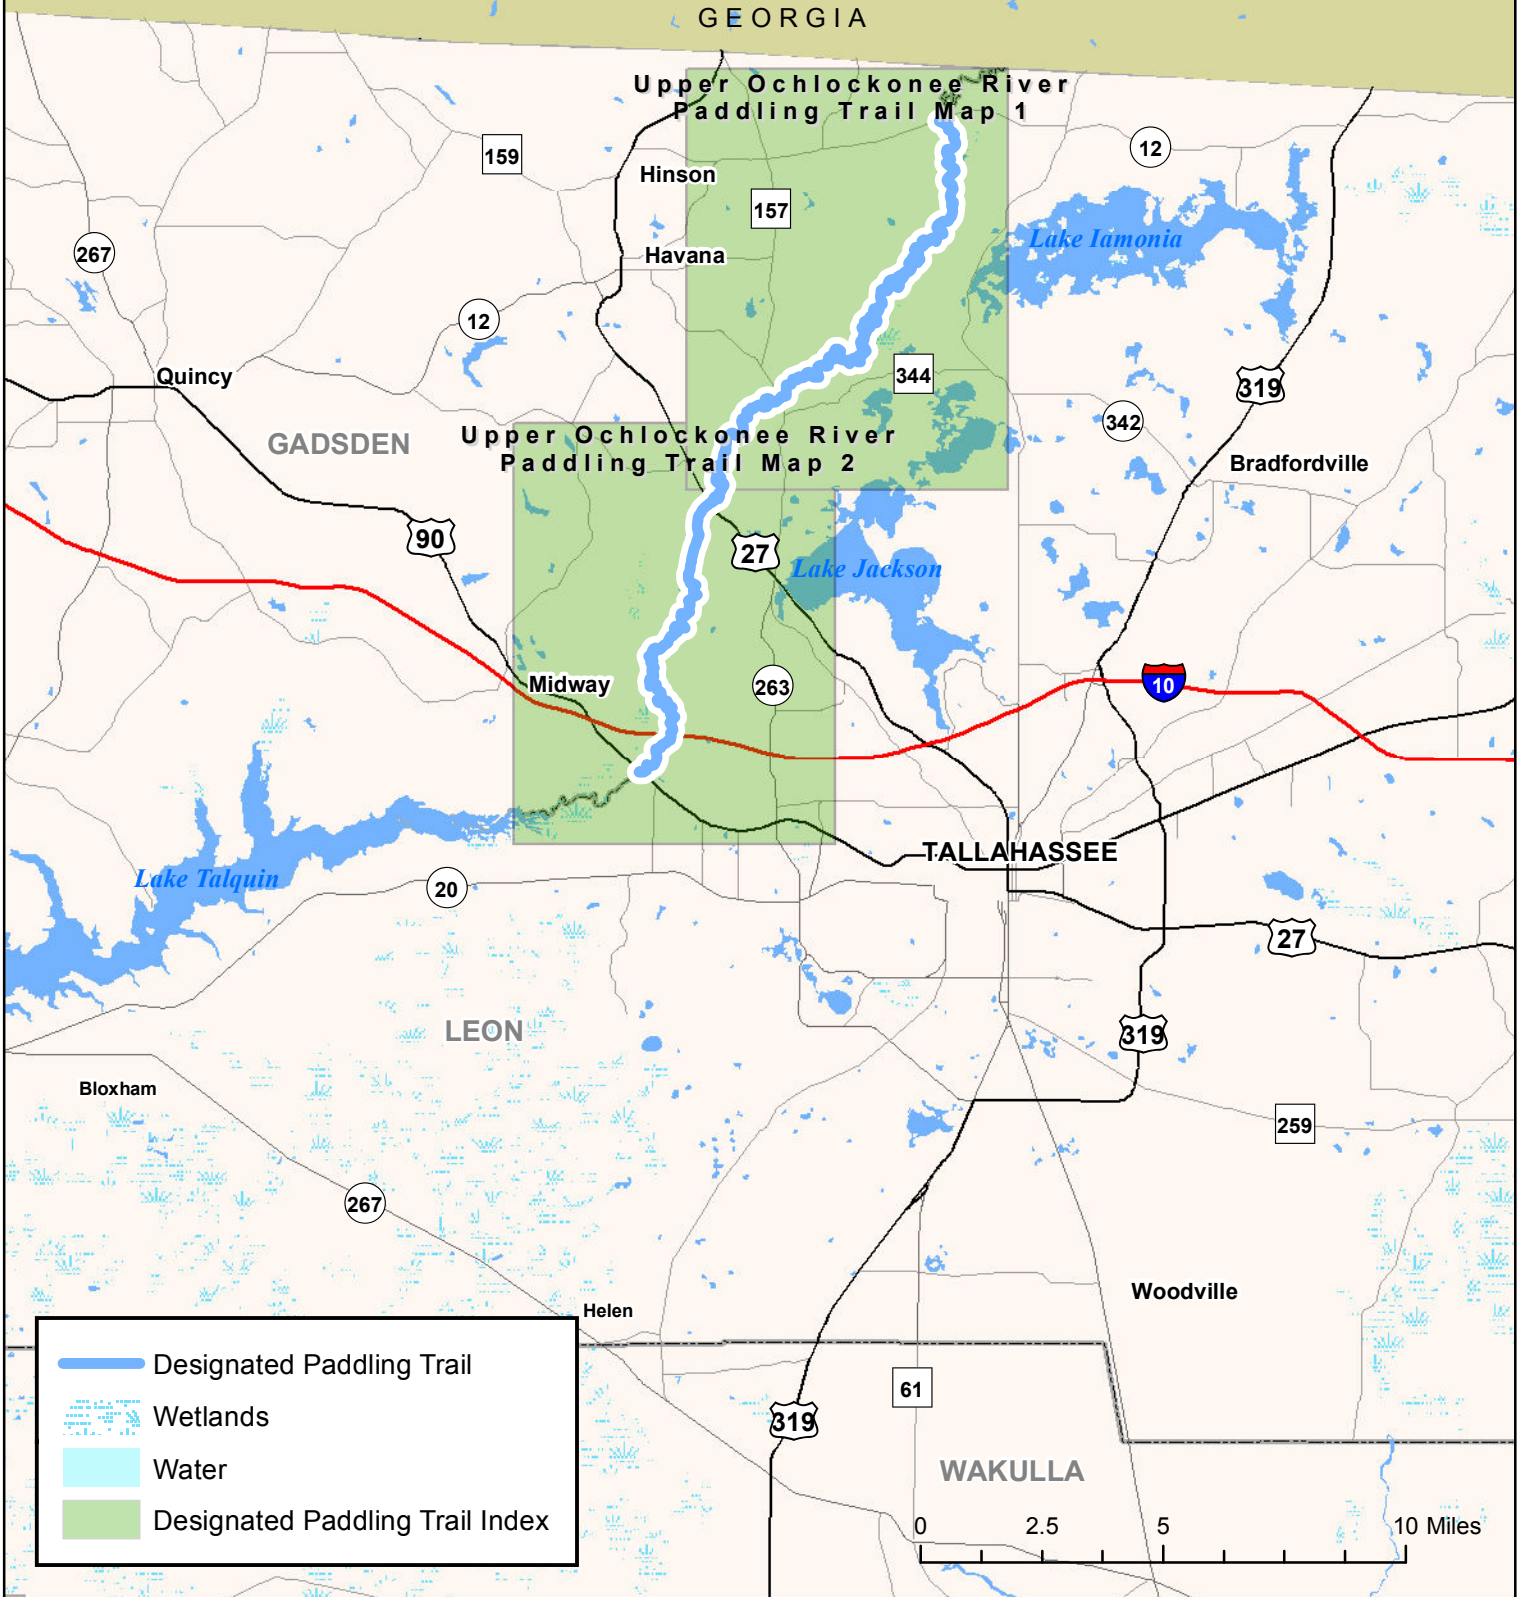 GEORGIA
Upper Ochlockonee River
Paddling Trail Map 1
159
12
Hinson
157
267
Havana
Lake Iamonia
12
Quincy
344
319
342
GADSDEN
Upper Ochlockonee River
Paddling Trail Map 2
Bradfordville
90
27
Lake Jackson
Midway
263
10
TALLAHASSEE
Lake Talquin
20
27
LEON
319
Bloxham
259
267
Woodville
Helen
61
319
WAKULLA
Designated Paddling Trail
Wetlands
Water
Designated Paddling Trail Index
0 2.5 5 10 Miles